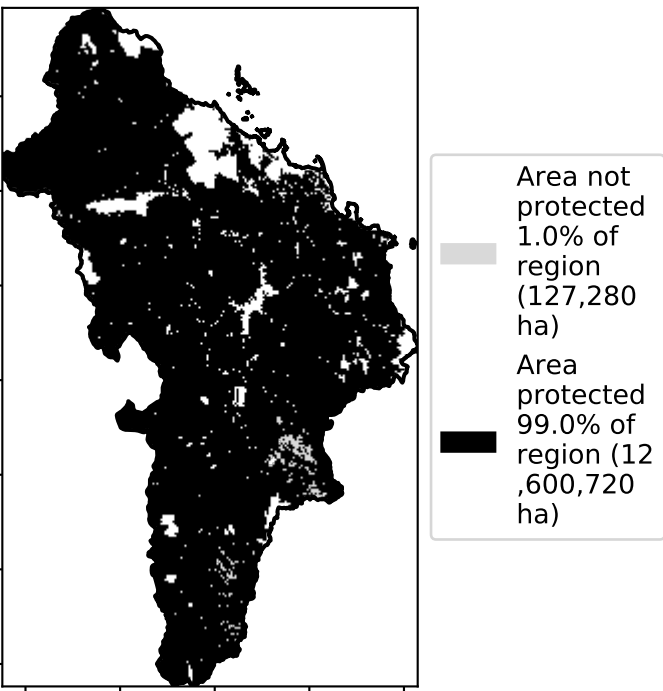 Area not
protected
1.0% of
region
(127,280
ha)
Area
protected
99.0% of
region (12
,600,720
ha)